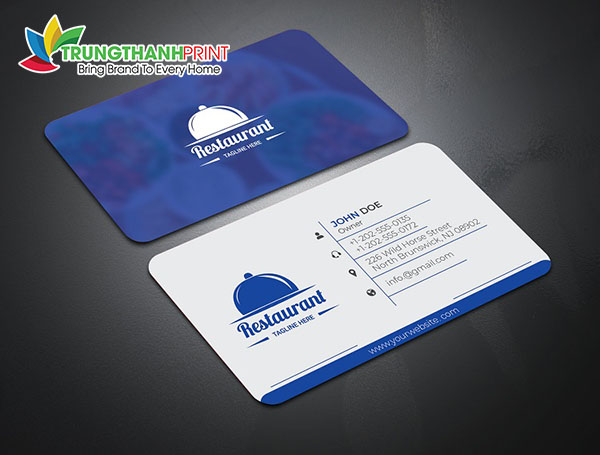 TRUNGTHANHPRINT
Bring Brand To Every Home
Restaurant
TAGLINE HERE
JOHN DOE
Owner
+1-202-555-0135
+1-202-555-0172
226 Wild Horse Street
North Brunswick, NJ 08902
info@gmail.com
Restaurant
TAGLINE HERE
www.yourwebsite.com